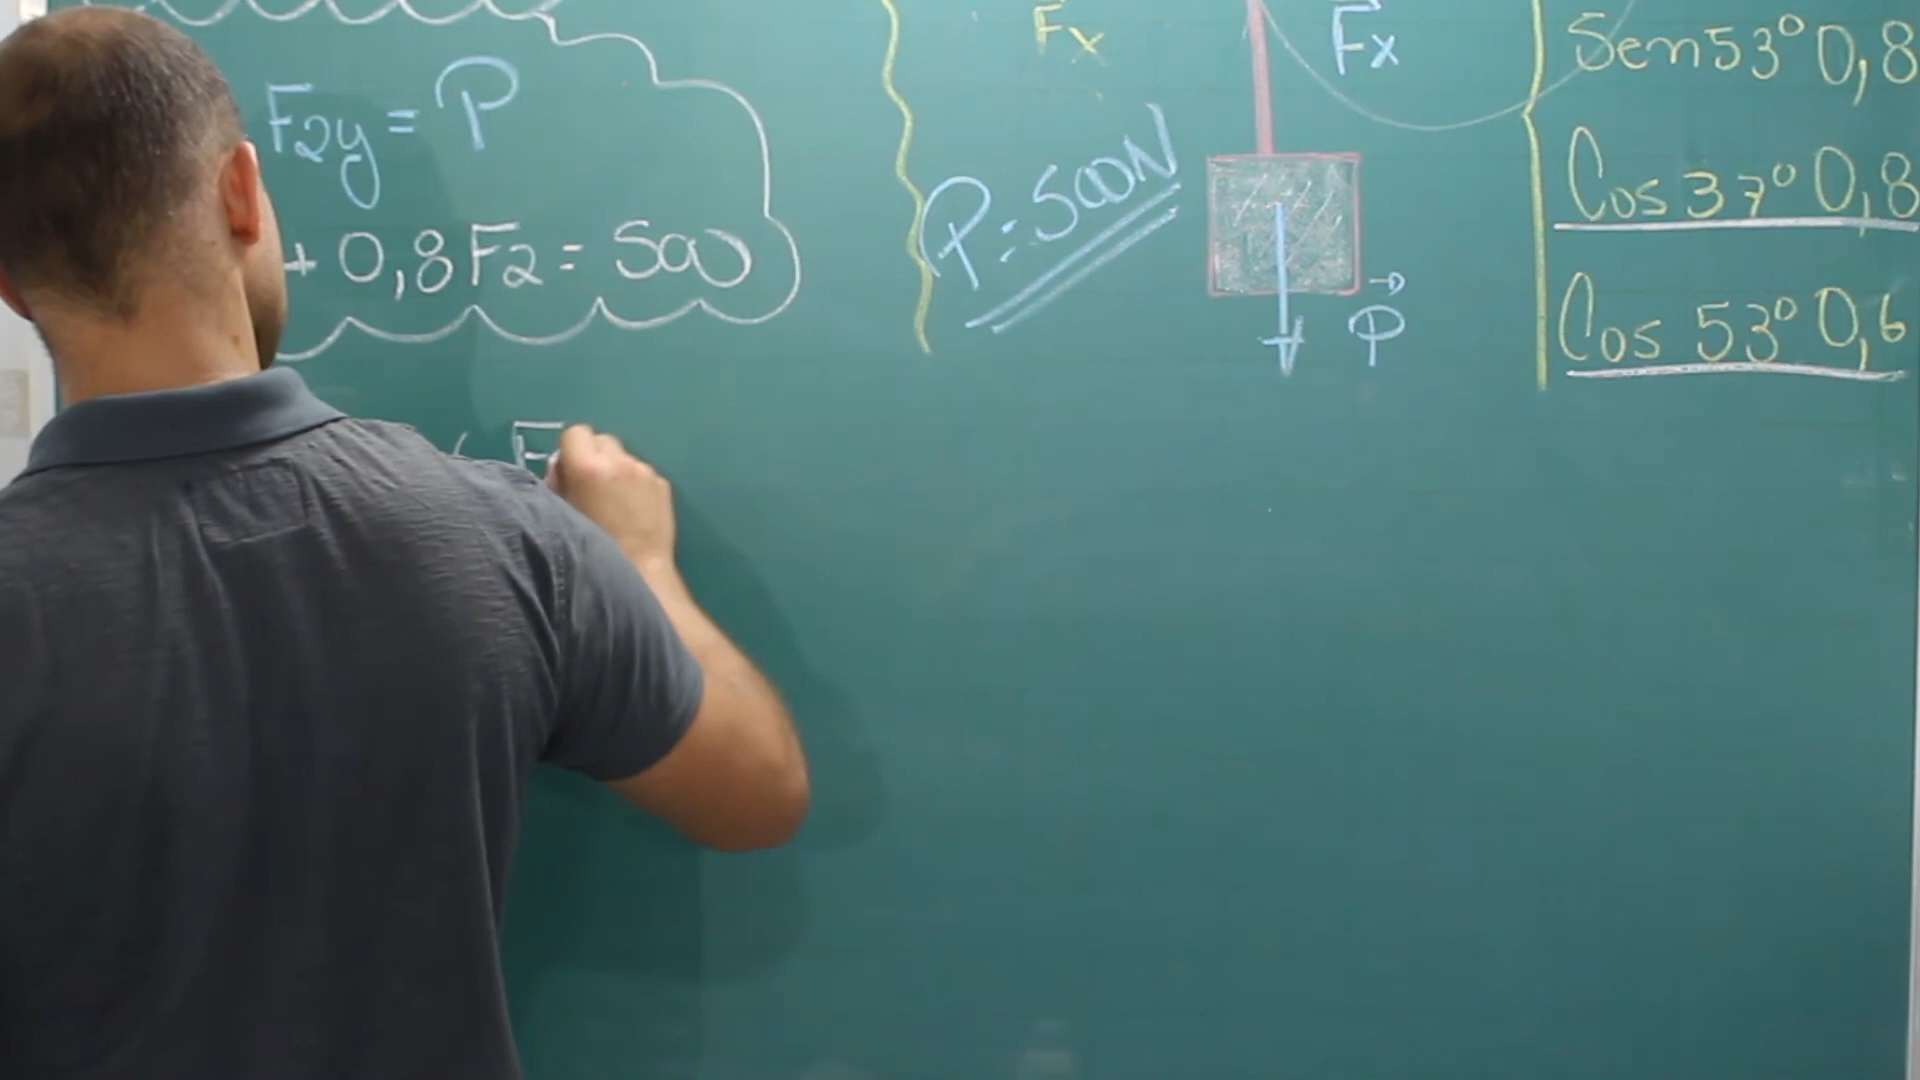 F2y = P
+ 0,8 F2 = 500
F
Fx
P = 500N
Fx
P
Sen 53° 0,8
Cos 37° 0,8
Cos 53° 0,6